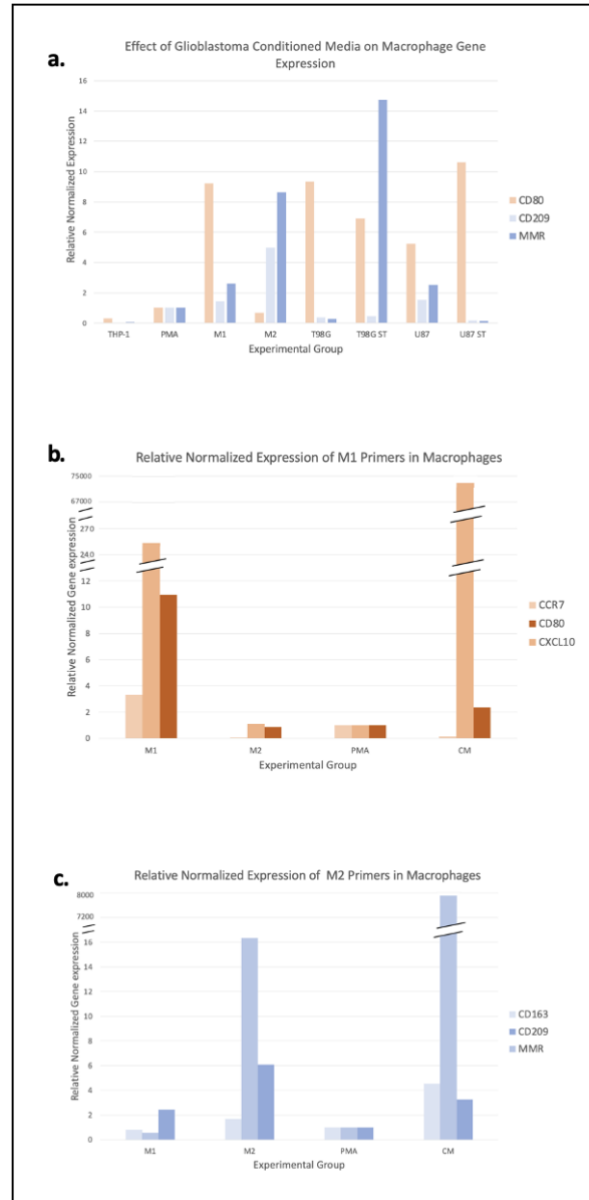 a.
Effect of Glioblastoma Conditioned Media on Macrophage Gene
Expression
Relative Normalized Expression
16
14
12
10
8
6
4
2
0
THP-1 PMA M1 M2 T98G T98G ST U87 U87 ST
Experimental Group
CD80
CD209
MMR
b.
Relative Normalized Expression of M1 Primers in Macrophages
Relative Normalized Gene expression
75000
67000
270
240
12
10
8
6
4
2
0
M1 M2 PMA CM
Experimental Group
CCR7
CD80
CXCL10
c.
Relative Normalized Expression of M2 Primers in Macrophages
Relative Normalized Gene expression
8000
7200
16
14
12
10
8
6
4
2
0
M1 M2 PMA CM
Experimental Group
CD163
CD209
MMR